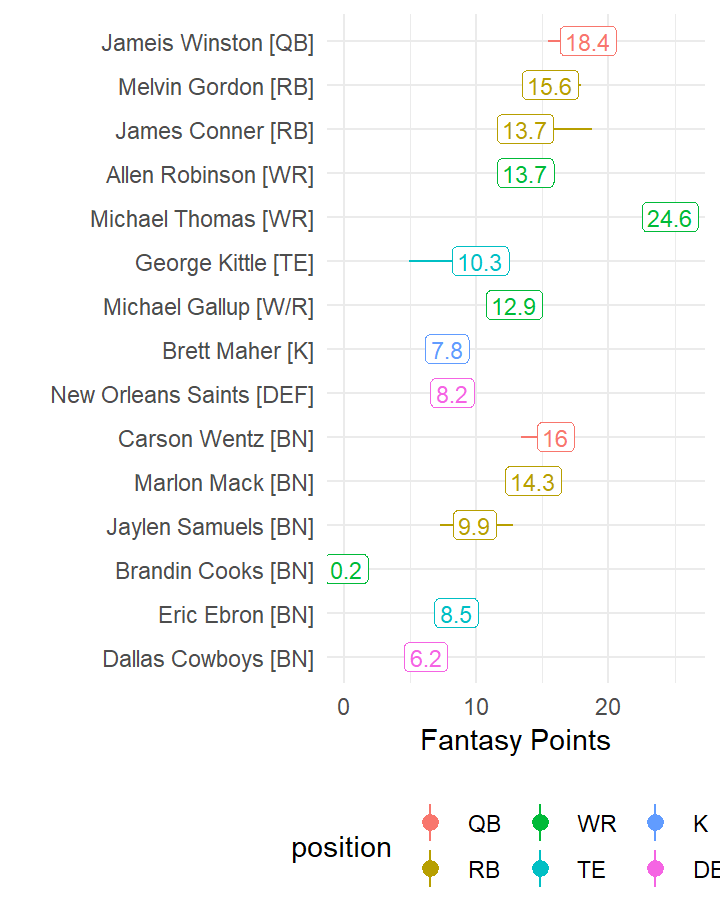 Jameis Winston [QB] 18.4
Melvin Gordon [RB] 15.6
James Conner [RB] 13.7
Allen Robinson [WR] 13.7
Michael Thomas [WR] 24.6
George Kittle [TE] 10.3
Michael Gallup [W/R] 12.9
Brett Maher [K] 7.8
New Orleans Saints [DEF] 8.2
Carson Wentz [BN] 16
Marlon Mack [BN] 14.3
Jaylen Samuels [BN] 9.9
Brandin Cooks [BN] 0.2
Eric Ebron [BN] 8.5
Dallas Cowboys [BN] 6.2
0 10 20
Fantasy Points
position
QB WR K
RB TE